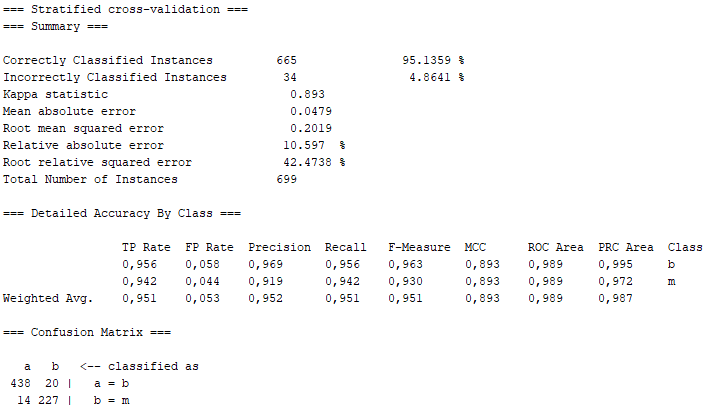 === Stratified cross-validation ===
=== Summary ===
Correctly Classified Instances 665 95.1359 %
Incorrectly Classified Instances 34 4.8641 %
Kappa statistic 0.893
Mean absolute error 0.0479
Root mean squared error 0.2019
Relative absolute error 10.597 %
Root relative squared error 42.4738 %
Total Number of Instances 699
=== Detailed Accuracy By Class ===
TP Rate FP Rate Precision Recall F-Measure MCC ROC Area PRC Area Class
0,956 0,058 0,969 0,956 0,963 0,893 0,989 0,995 b
0,942 0,044 0,919 0,942 0,930 0,893 0,989 0,972 m
Weighted Avg. 0,951 0,053 0,952 0,951 0,951 0,893 0,989 0,987
=== Confusion Matrix ===
a b <-- classified as
438 20 | a = b
14 227 | b = m